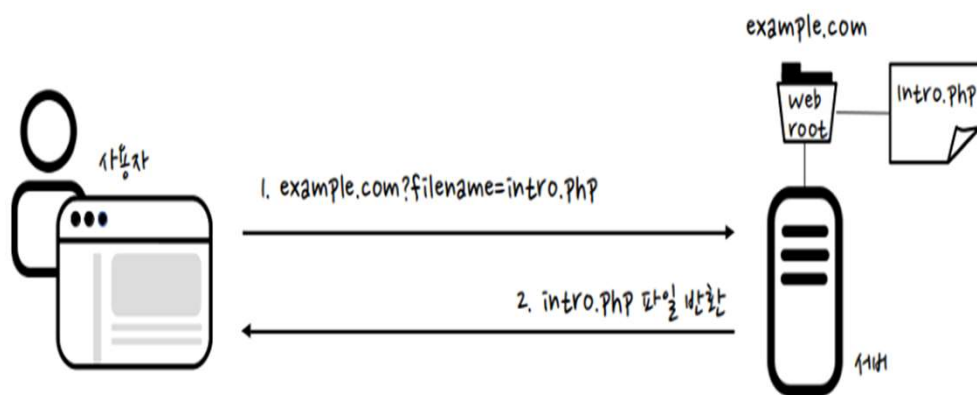 example.com
web
root
Intro.php
사용자
1. example.com?filename=intro.php
2. intro.php 파일 반환
서버